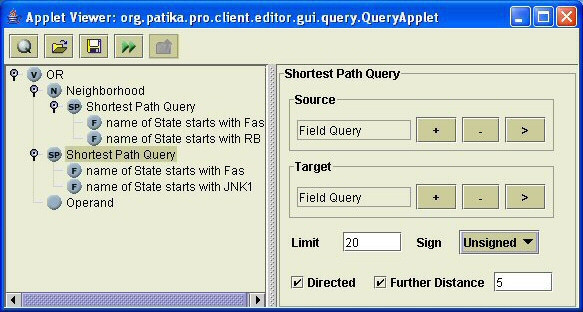 Applet Viewer: org.patika.pro.client.editor.gui.query.QueryApplet
V OR
N Neighborhood
SP Shortest Path Query
F name of State starts with Fas
F name of State starts with RB
SP Shortest Path Query
F name of State starts with Fas
F name of State starts with JNK1
Operand
Shortest Path Query
Source
Field Query + - >
Target
Field Query + - >
Limit 20 Sign Unsigned
Directed Further Distance 5